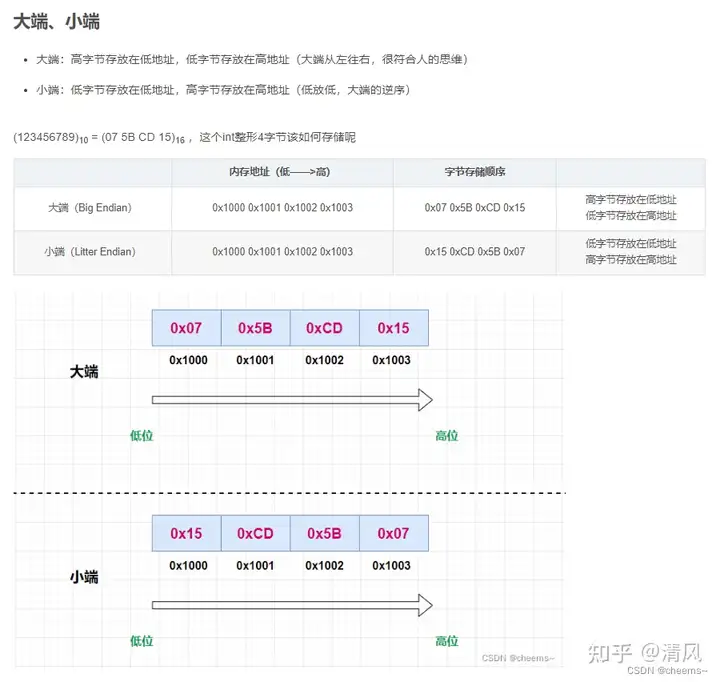 大端、小端
大端：高字节存放在低地址，低字节存放在高地址（大端从左往右，很符合人的思维）
小端：低字节存放在低地址，高字节存放在高地址（低放低，大端的逆序）
(123456789)10 = (07 5B CD 15)16 ，这个int整形4字节该如何存储呢
内存地址（低——>高） 字节存储顺序
大端（Big Endian） 0x1000 0x1001 0x1002 0x1003 0x07 0x5B 0xCD 0x15 高字节存放在低地址
低字节存放在高地址
小端（Litter Endian） 0x1000 0x1001 0x1002 0x1003 0x15 0xCD 0x5B 0x07 低字节存放在低地址
高字节存放在高地址
0x07 0x5B 0xCD 0x15
0x1000 0x1001 0x1002 0x1003
大端
低位 高位
0x15 0xCD 0x5B 0x07
0x1000 0x1001 0x1002 0x1003
小端
低位 高位
CSDN @cheems~
知乎 @清风
CSDN @cheems~